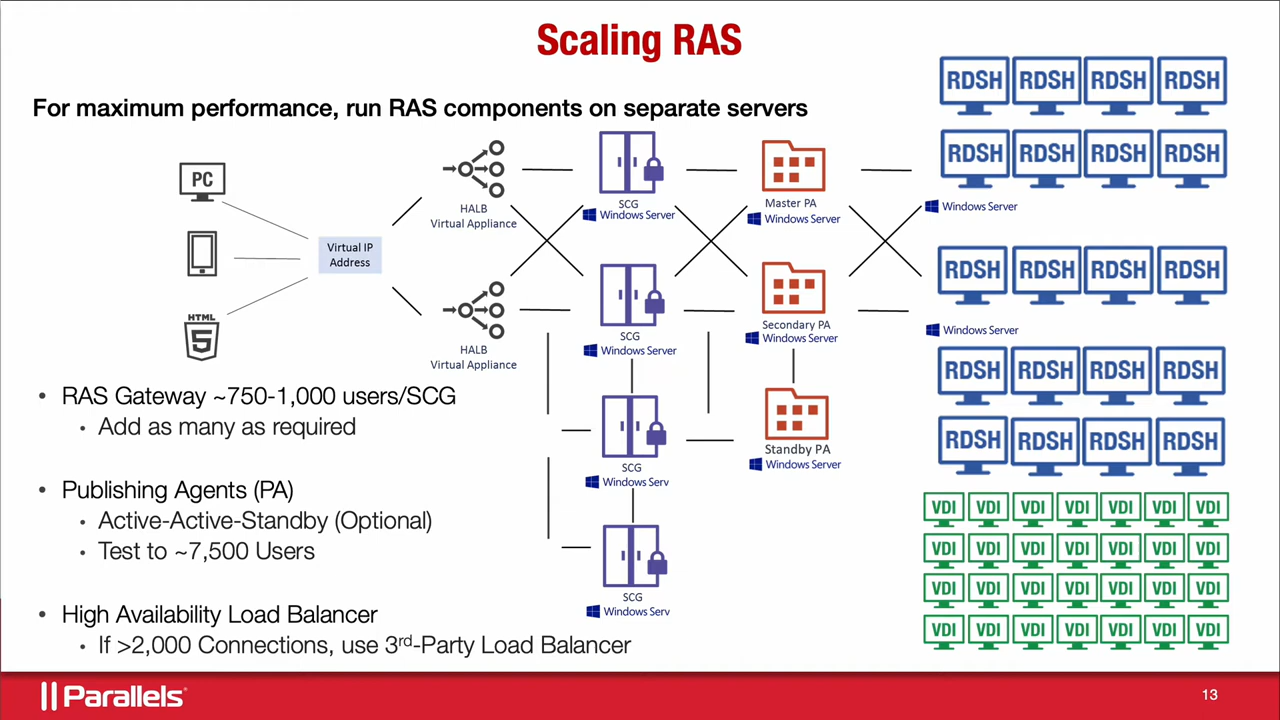 Scaling RAS
For maximum performance, run RAS components on separate servers
PC
HTML
5
Virtual IP
Address
HALB
Virtual Appliance
HALB
Virtual Appliance
SCG
Windows Server
SCG
Windows Server
SCG
Windows Serv
SCG
Windows Serv
Master PA
Windows Server
Secondary PA
Windows Server
Standby PA
Windows Server
RDSH RDSH RDSH RDSH
RDSH RDSH RDSH RDSH
Windows Server
RDSH RDSH RDSH RDSH
Windows Server
RDSH RDSH RDSH RDSH
RDSH RDSH RDSH RDSH
VDI VDI VDI VDI VDI VDI VDI
VDI VDI VDI VDI VDI VDI VDI
VDI VDI VDI VDI VDI VDI VDI
VDI VDI VDI VDI VDI VDI VDI
• RAS Gateway ~750-1,000 users/SCG
• Add as many as required
• Publishing Agents (PA)
• Active-Active-Standby (Optional)
• Test to ~7,500 Users
• High Availability Load Balancer
• If >2,000 Connections, use 3rd-Party Load Balancer
Parallels®
13